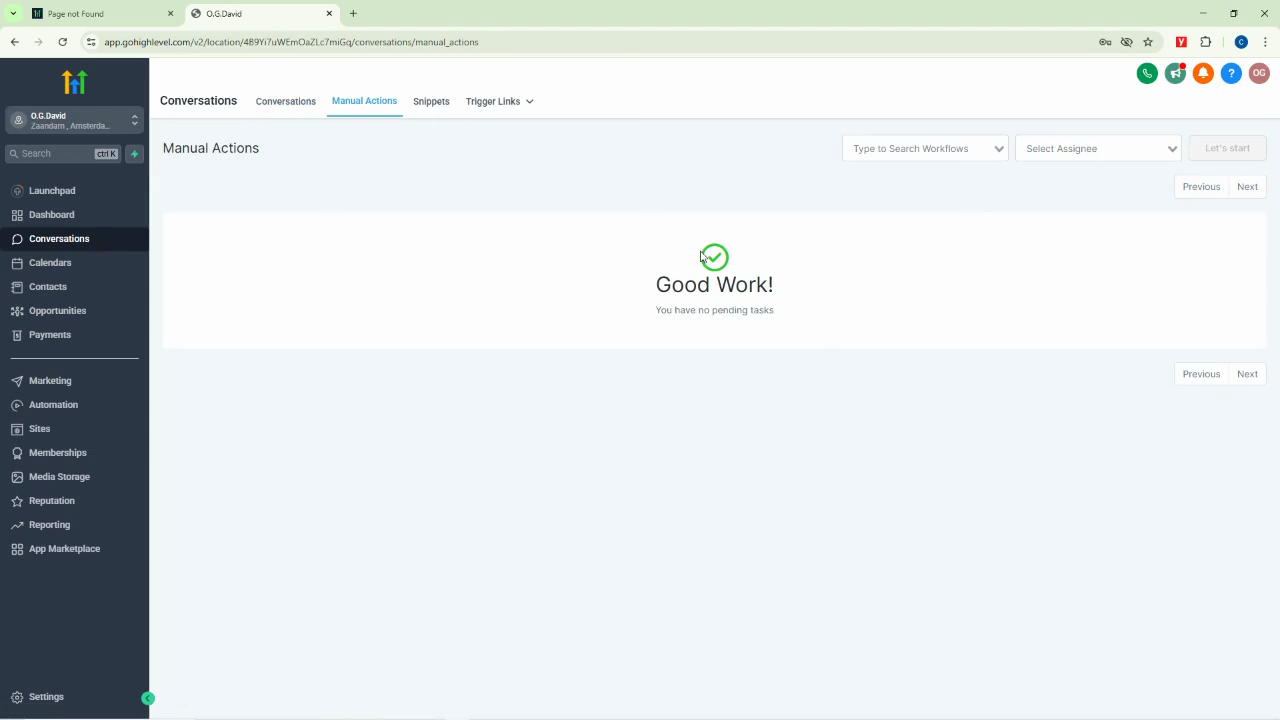 Page not Found
O.G.David
app.gohighlevel.com/v2/location/489Yi7uWEmOaZLc7miGq/conversations/manual_actions
O.G.David
Zaandam , Amsterda...
Search
ctrl K
Launchpad
Dashboard
Conversations
Calendars
Contacts
Opportunities
Payments
Marketing
Automation
Sites
Memberships
Media Storage
Reputation
Reporting
App Marketplace
Settings
Conversations
Conversations
Manual Actions
Snippets
Trigger Links
OG
Manual Actions
Type to Search Workflows
Select Assignee
Let's start
Previous
Next
Good Work!
You have no pending tasks
Previous
Next